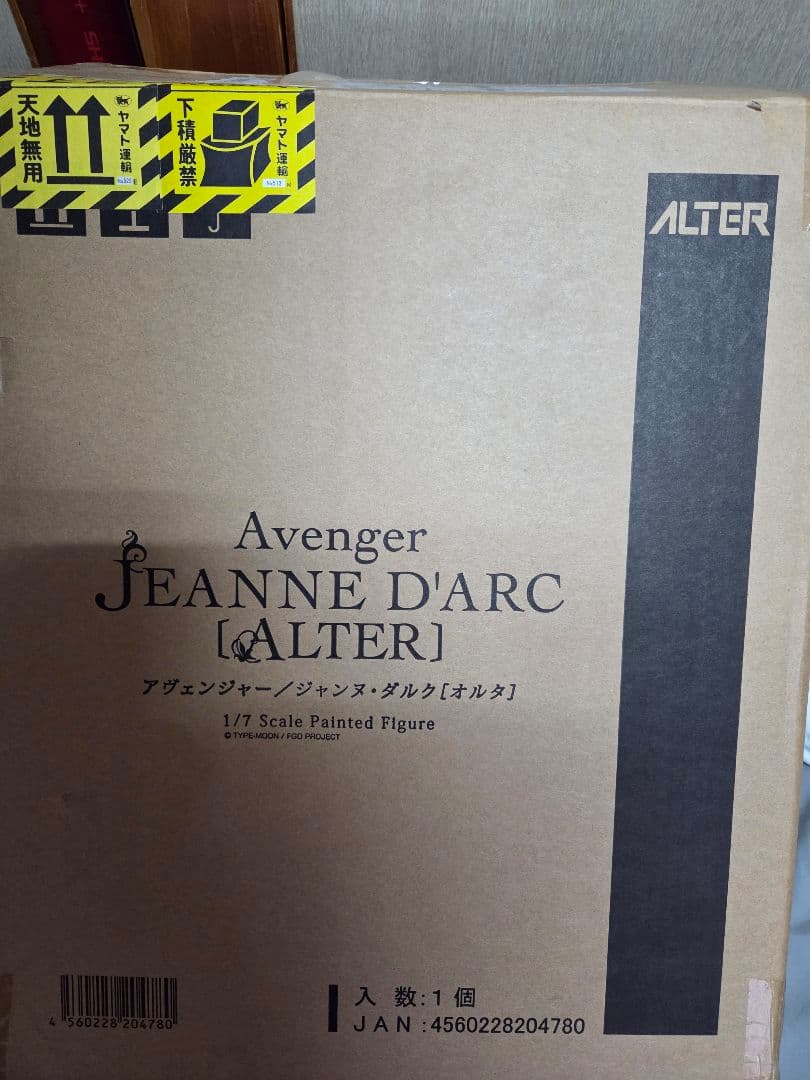 天地無用
ヤマト運輸
下積厳禁
ヤマト運輸
ALTER
Avenger
JEANNE D'ARC
[ALTER]
アヴェンジャー／ジャンヌ・ダルク[オルタ]
1/7 Scale Painted Figure
© TYPE-MOON / FGO PROJECT
4 560228 204780
入数:1個
JAN:4560228204780